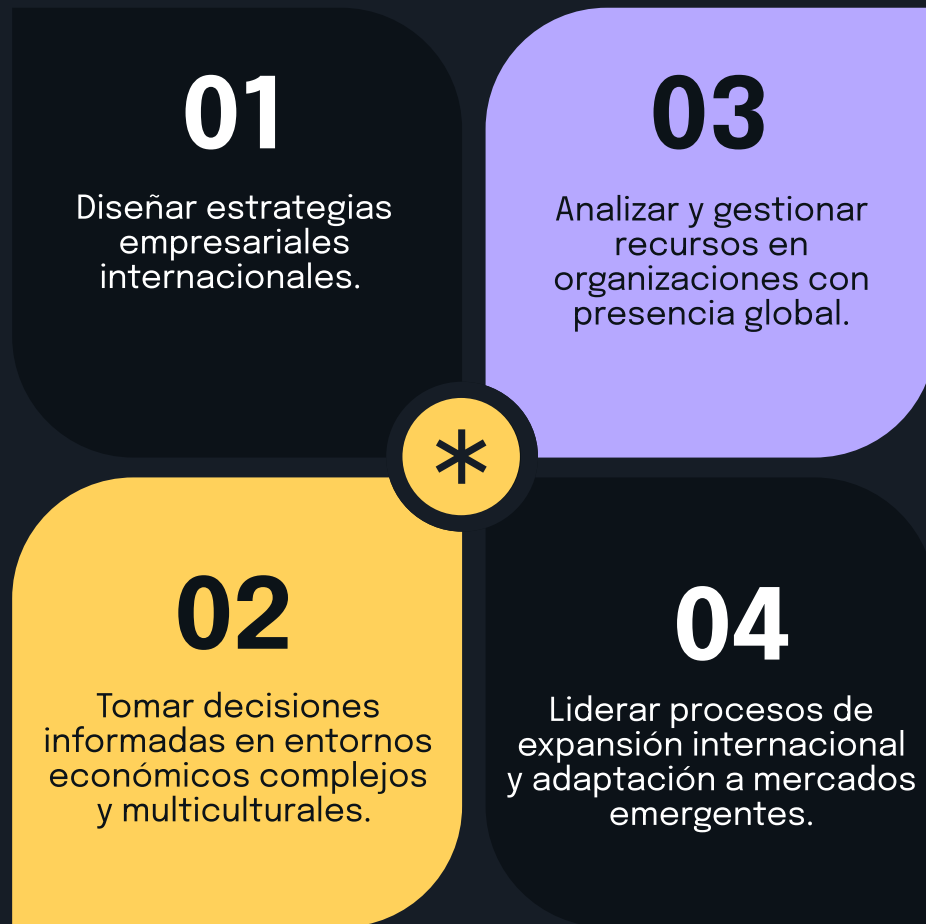 01
Diseñar estrategias
empresariales
internacionales.
02
Tomar decisiones
informadas en entornos
económicos complejos
y multiculturales.
03
Analizar y gestionar
recursos en
organizaciones con
presencia global.
04
Liderar procesos de
expansión internacional
y adaptación a mercados
emergentes.